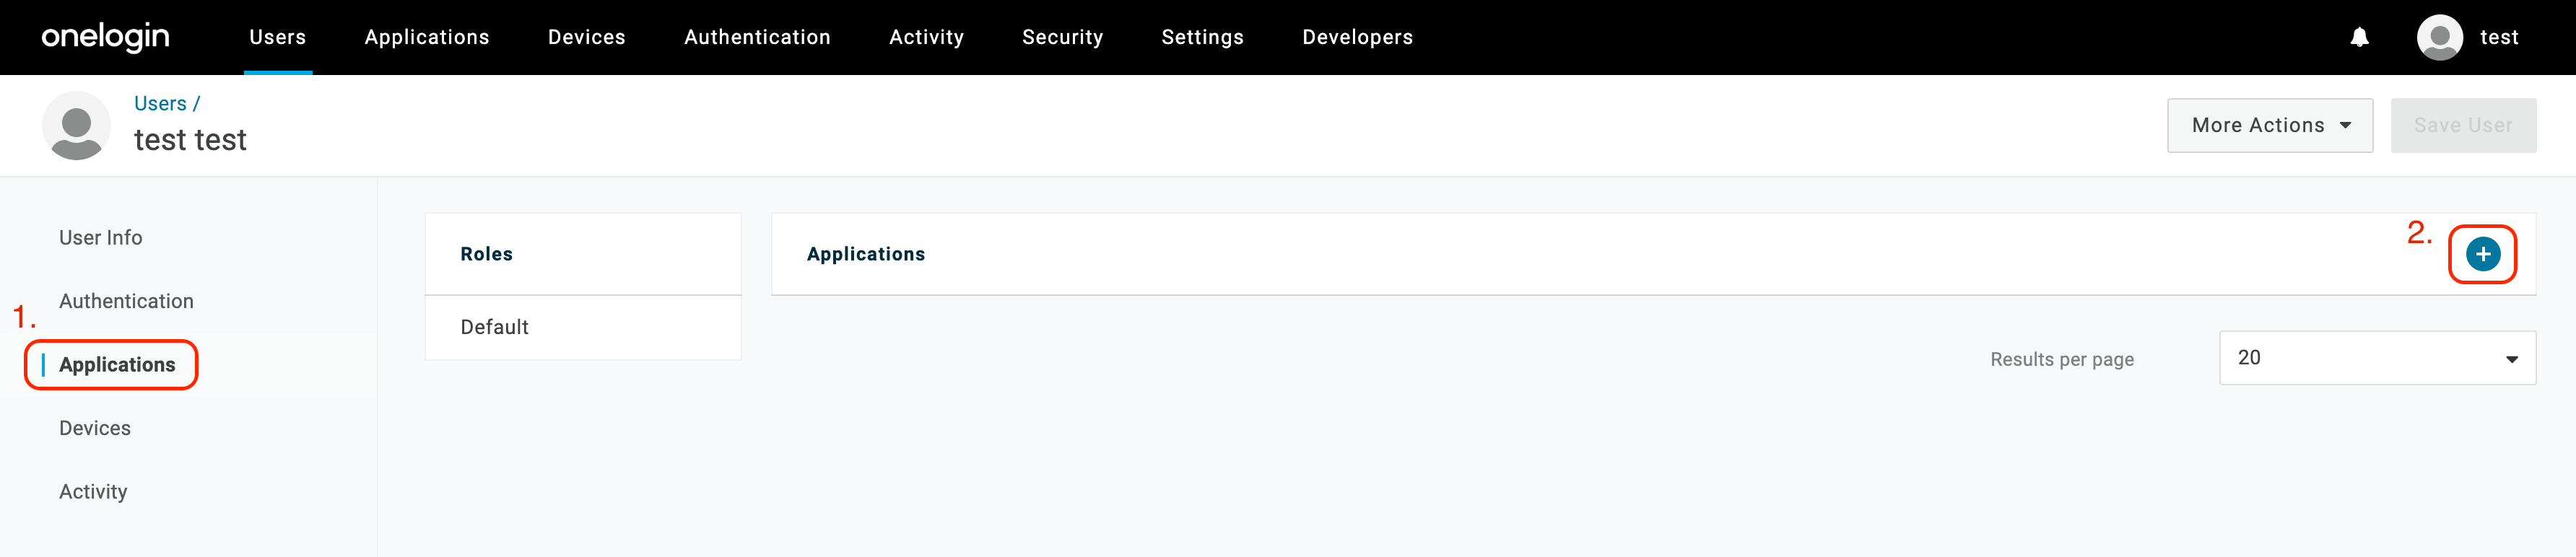 onelogin Users Applications Devices Authentication Activity Security Settings Developers test
Users /
test test
More Actions Save User
User Info
Authentication
1.
Applications
Devices
Activity
Roles
Default
Applications
2.
Results per page 20